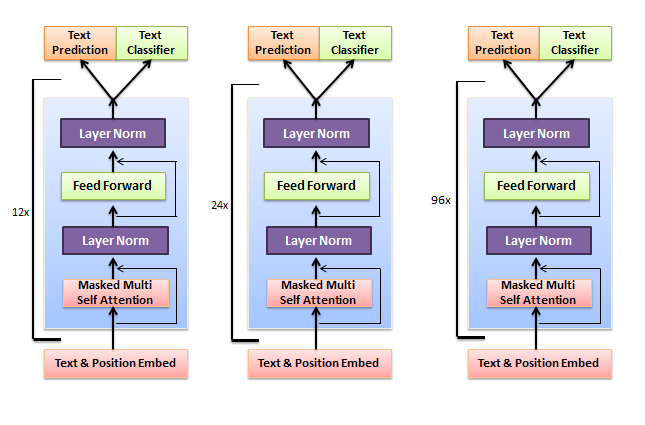 Text
Prediction
Text
Classifier
Layer Norm
Feed Forward
12x
Layer Norm
Masked Multi
Self Attention
Text & Position Embed
Text
Prediction
Text
Classifier
Layer Norm
Feed Forward
24x
Layer Norm
Masked Multi
Self Attention
Text & Position Embed
Text
Prediction
Text
Classifier
Layer Norm
Feed Forward
96x
Layer Norm
Masked Multi
Self Attention
Text & Position Embed